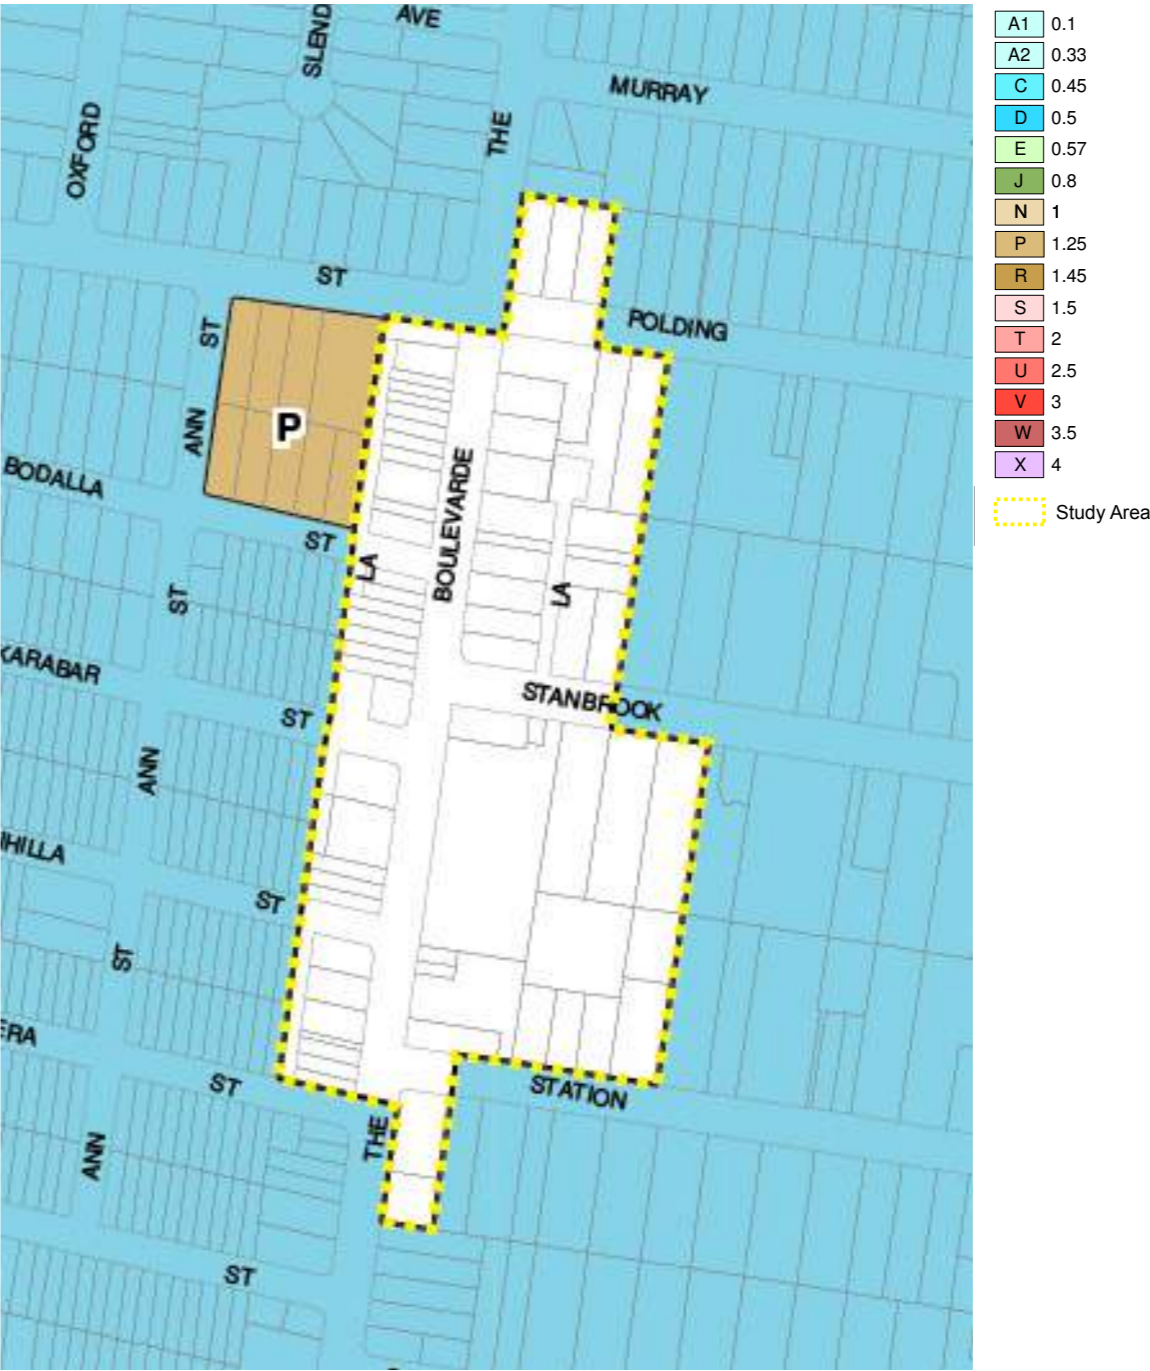 AVE
SLEND
MURRAY
THE
OXFORD
ST
POLDING
ST
P
ANN
BOULEVARDE
BODALLA
ST
LA
LA
ST
KARABAR
STANBROOK
ST
ANN
IHILLA
ST
ST
ERA
ST
STATION
THE
ANN
ST
A1 0.1
A2 0.33
C 0.45
D 0.5
E 0.57
J 0.8
N 1
P 1.25
R 1.45
S 1.5
T 2
U 2.5
V 3
W 3.5
X 4
Study Area